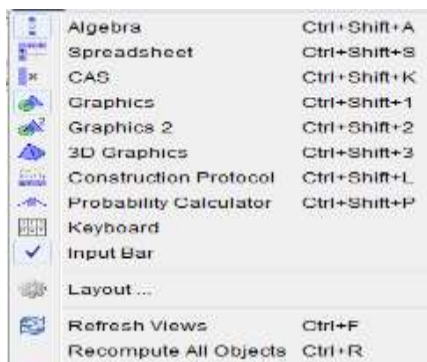 Algebra Ctrl+Shift+A
Spreadsheet Ctrl+Shift+S
CAS Ctrl+Shift+K
Graphics Ctrl+Shift+1
Graphics 2 Ctrl+Shift+2
3D Graphics Ctrl+Shift+3
Construction Protocol Ctrl+Shift+L
Probability Calculator Ctrl+Shift+P
Keyboard
Input Bar
Layout ...
Refresh Views Ctrl+F
Recompute All Objects Ctrl+R